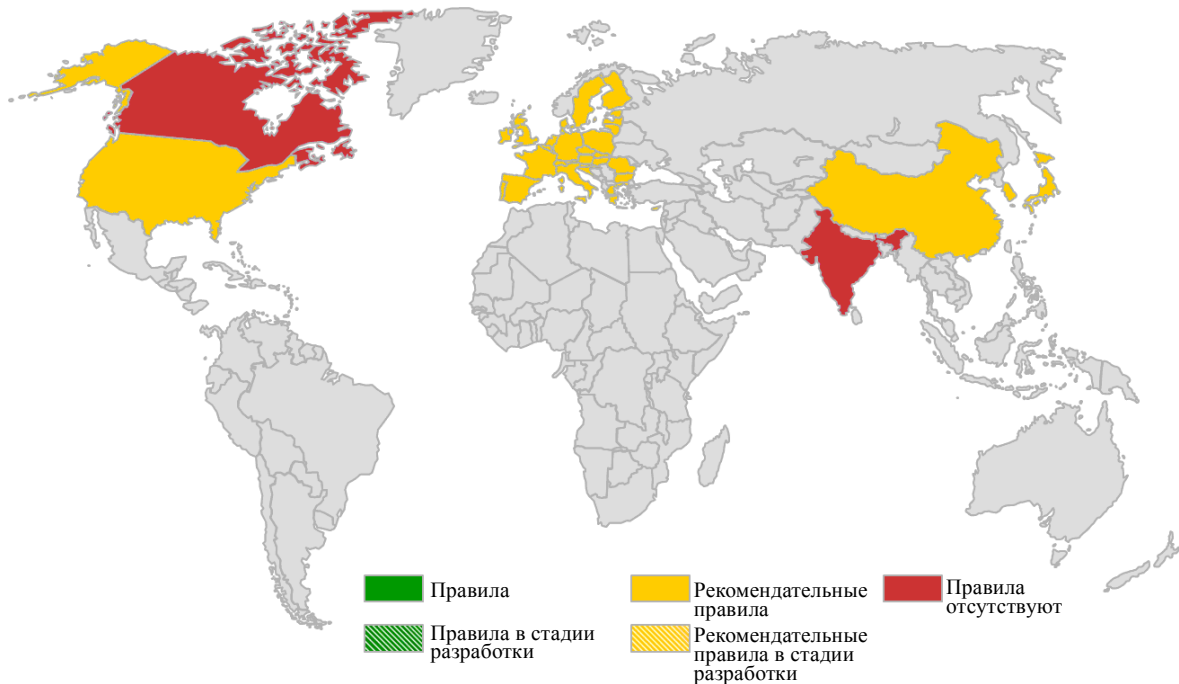 Правила
Рекомендательные
правила
Правила
отсутствуют
Правила в стадии
разработки
Рекомендательные
правила в стадии
разработки